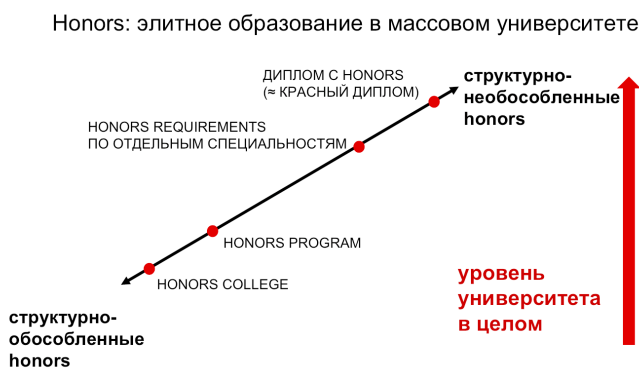 Honors: элитное образование в массовом университете
ДИПЛОМ С HONORS
(≈ КРАСНЫЙ ДИПЛОМ)
структурно-
необособленные
honors
HONORS REQUIREMENTS
ПО ОТДЕЛЬНЫМ СПЕЦИАЛЬНОСТЯМ
HONORS PROGRAM
HONORS COLLEGE
уровень
университета
в целом
структурно-
обособленные
honors